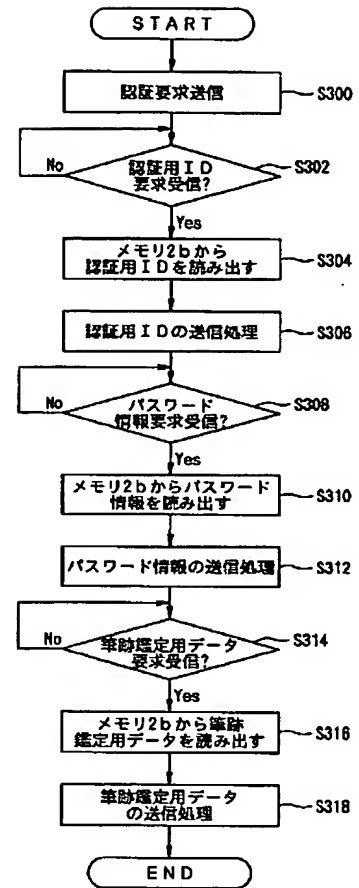 START
認証要求送信
S300
認証用ID
要求受信?
S302
No
Yes
メモリ2bから
認証用IDを読み出す
S304
認証用IDの送信処理
S306
パスワード
情報要求受信?
S308
No
Yes
メモリ2bからパスワード
情報を読み出す
S310
パスワード情報の送信処理
S312
筆跡鑑定用データ
要求受信?
S314
No
Yes
メモリ2bから筆跡
鑑定用データを読み出す
S316
筆跡鑑定用データ
の送信処理
S318
END